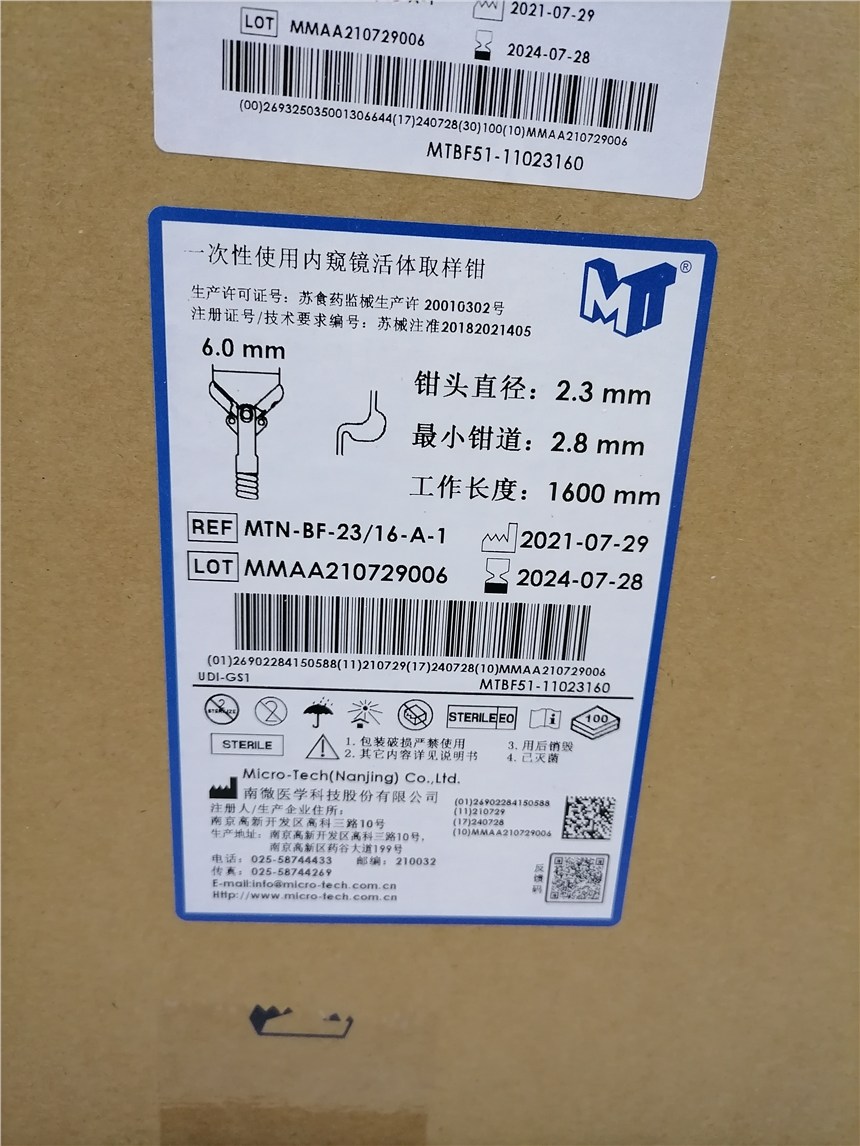 2021-07-29
LOT MMAA210729006
2024-07-28
(00)269325035001306644(17)240728(30)100(10)MMAA210729006
MTBF51-11023160
一次性使用内窥镜活体取样钳
MT®
生产许可证号：苏食药监械生产许 20010302号
注册证号/技术要求编号：苏械注准20182021405
6.0 mm
钳头直径：2.3 mm
最小钳道：2.8 mm
工作长度：1600 mm
REF MTN-BF-23/16-A-1 2021-07-29
LOT MMAA210729006 2024-07-28
(01)26902284150588(11)210729(17)240728(10)MMAA210729006
UDI-GS1 MTBF51-11023160
2 STERILIZE 2 STERILE EO i 100
STERILE 1. 包装破损严禁使用 3. 用后销毁
2. 其它内容详见说明书 4. 已灭菌
Micro-Tech(Nanjing) Co.,Ltd.
南微医学科技股份有限公司
注册人/生产企业住所：
南京高新开发区高科三路10号
生产地址：南京高新开发区高科三路10号，
南京高新区药谷大道199号
电话：025-58744433 邮编：210032
传真：025-58744269
E-mail:info@micro-tech.com.cn
Http://www.micro-tech.com.cn
(01)26902284150588
(11)210729
(17)240728
(10)MMAA210729006
反馈码